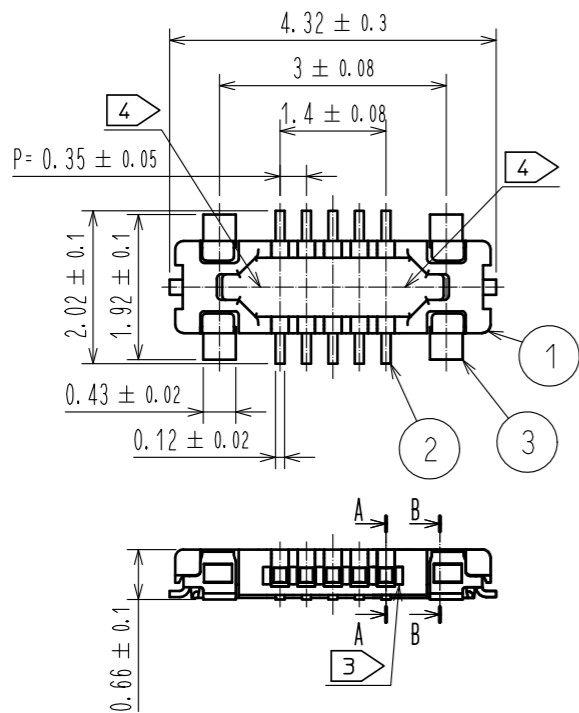 4.32 ± 0.3
3 ± 0.08
4
1.4 ± 0.08
4
P= 0.35 ± 0.05
2.02 ± 0.1
1.92 ± 0.1
0.43 ± 0.02
0.12 ± 0.02
1
2
3
A B
A B
3
0.66 ± 0.1